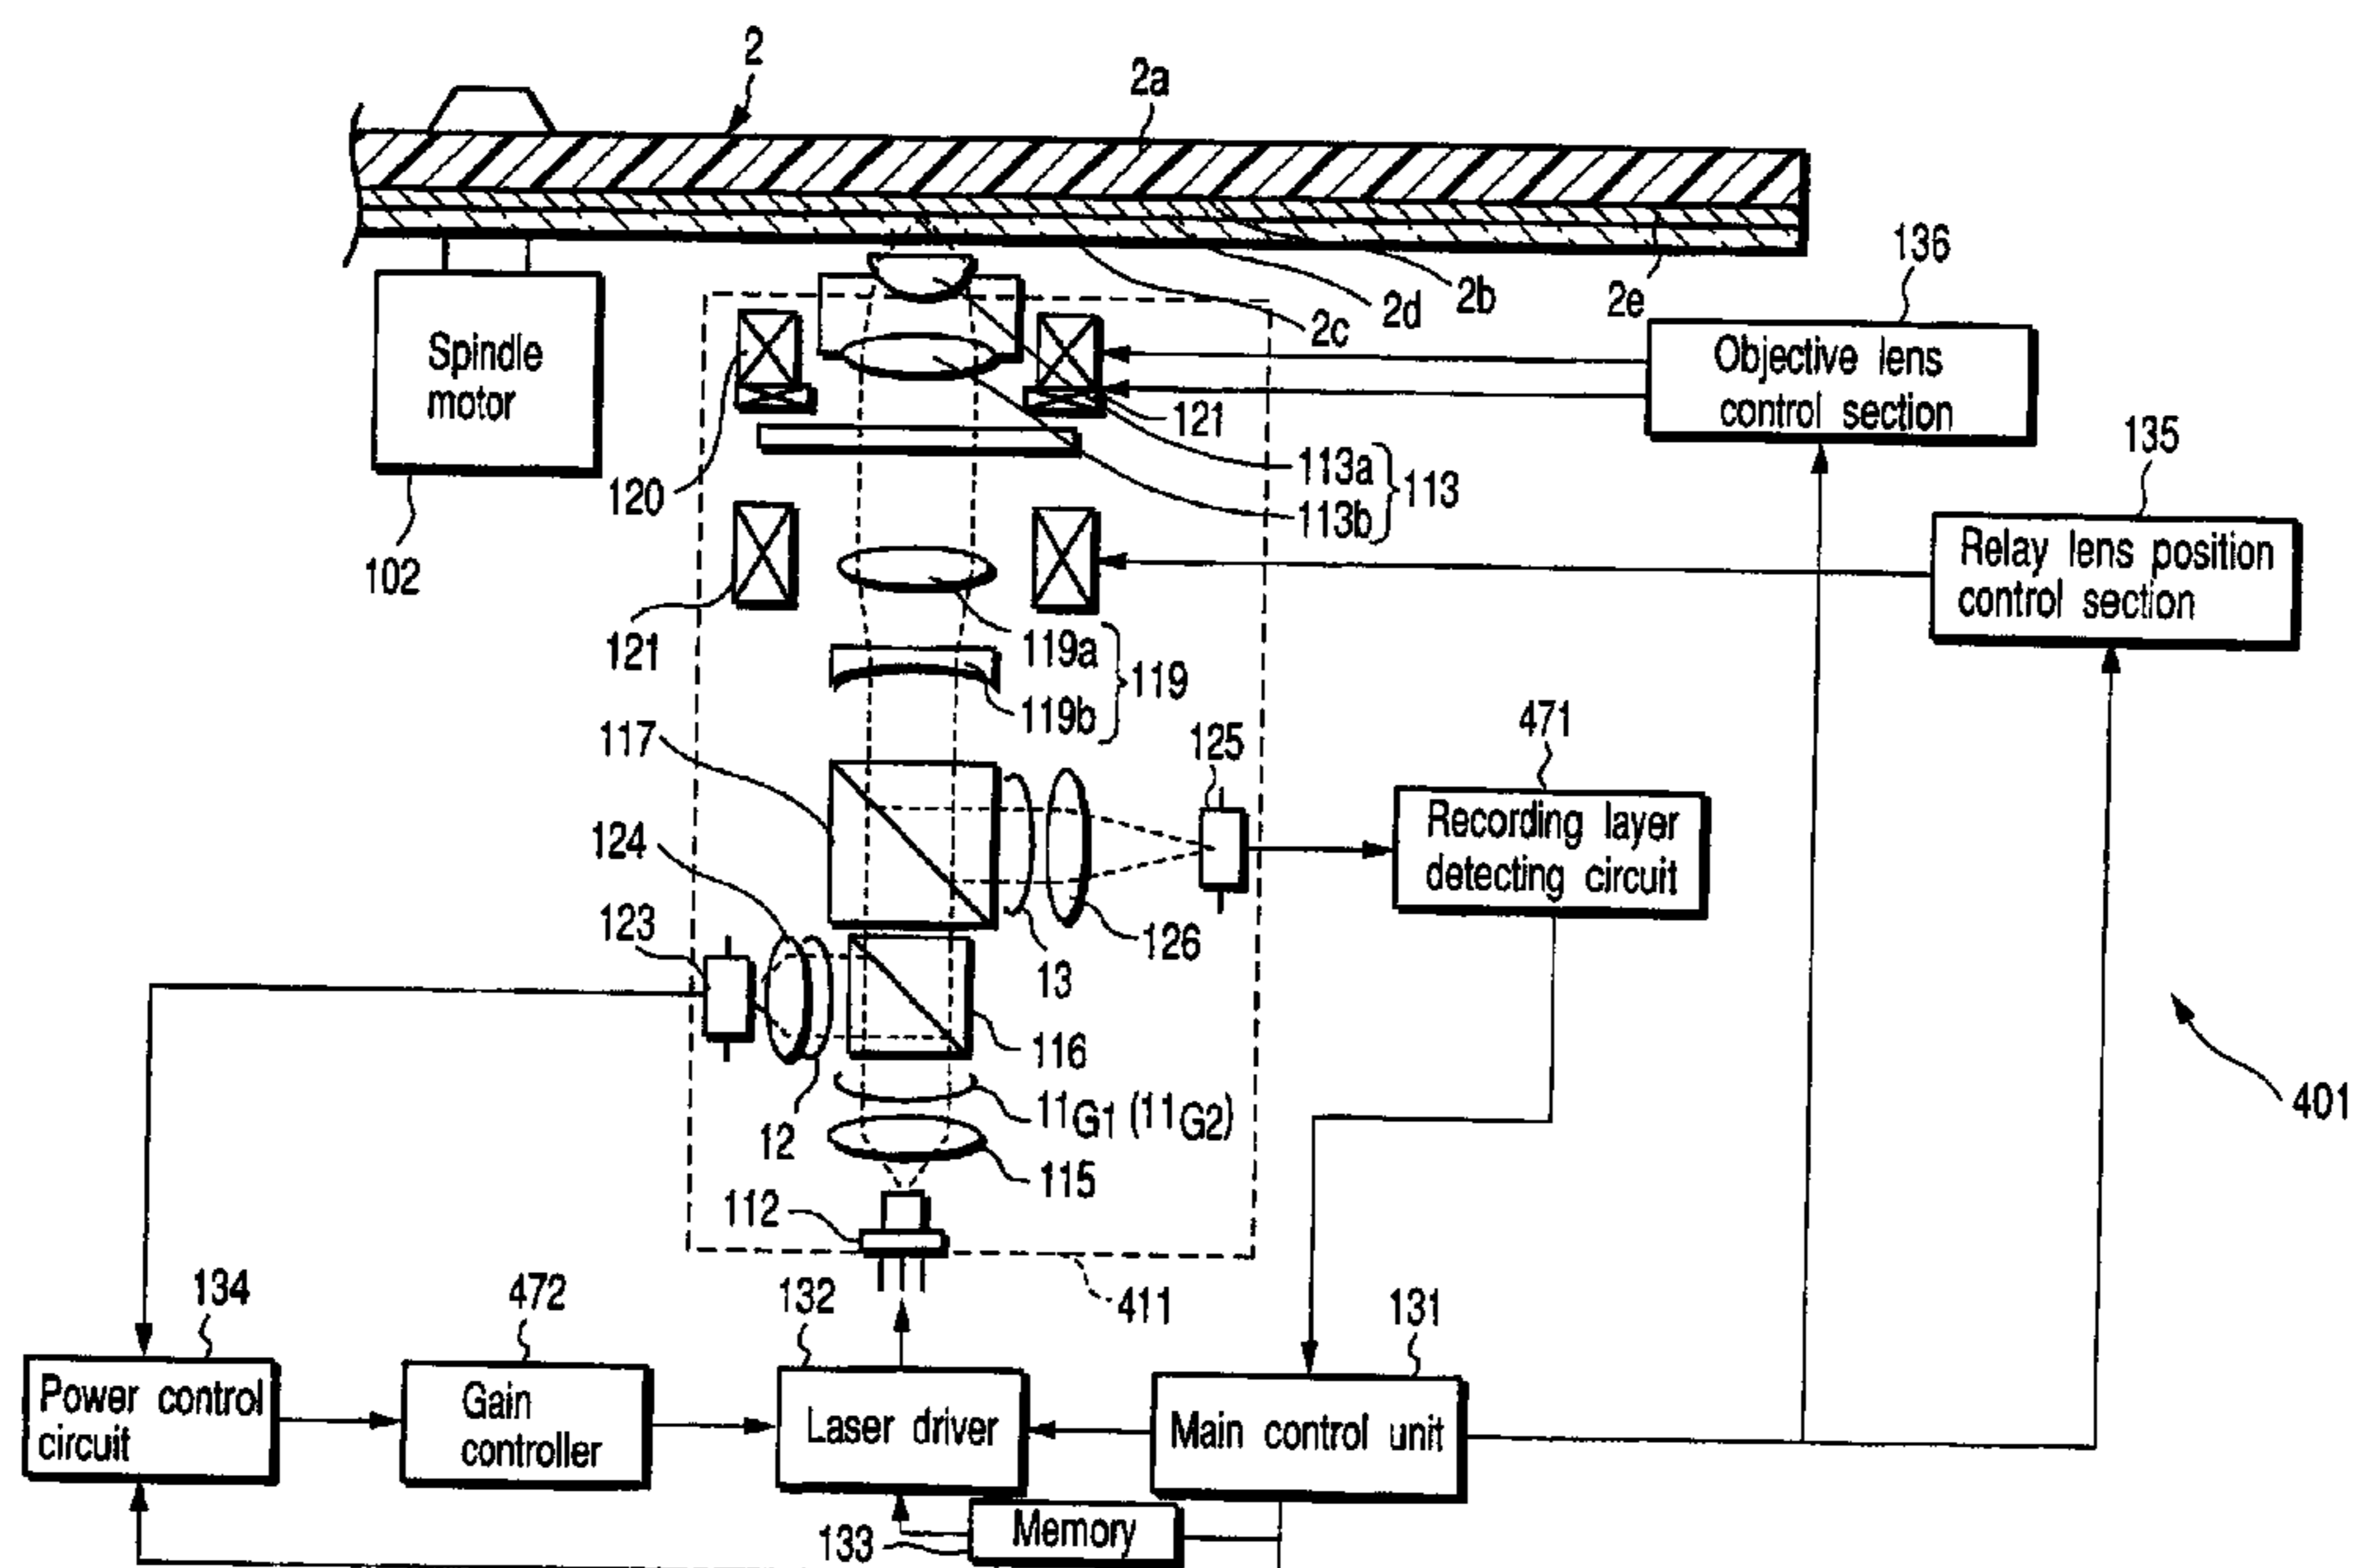 2
2a
136
2b
2e
2d
2c
Spindle
motor
Objective lens
control section
121
135
113a
113
120
113b
102
Relay lens position
control section
121
119a
119
119b
117
125
471
124
Recording layer
detecting circuit
123
126
13
116
401
12
11G1 (11G2)
115
112
134
472
132
411
131
Power control
circuit
Gain
controller
Laser driver
Main control unit
Memory
133